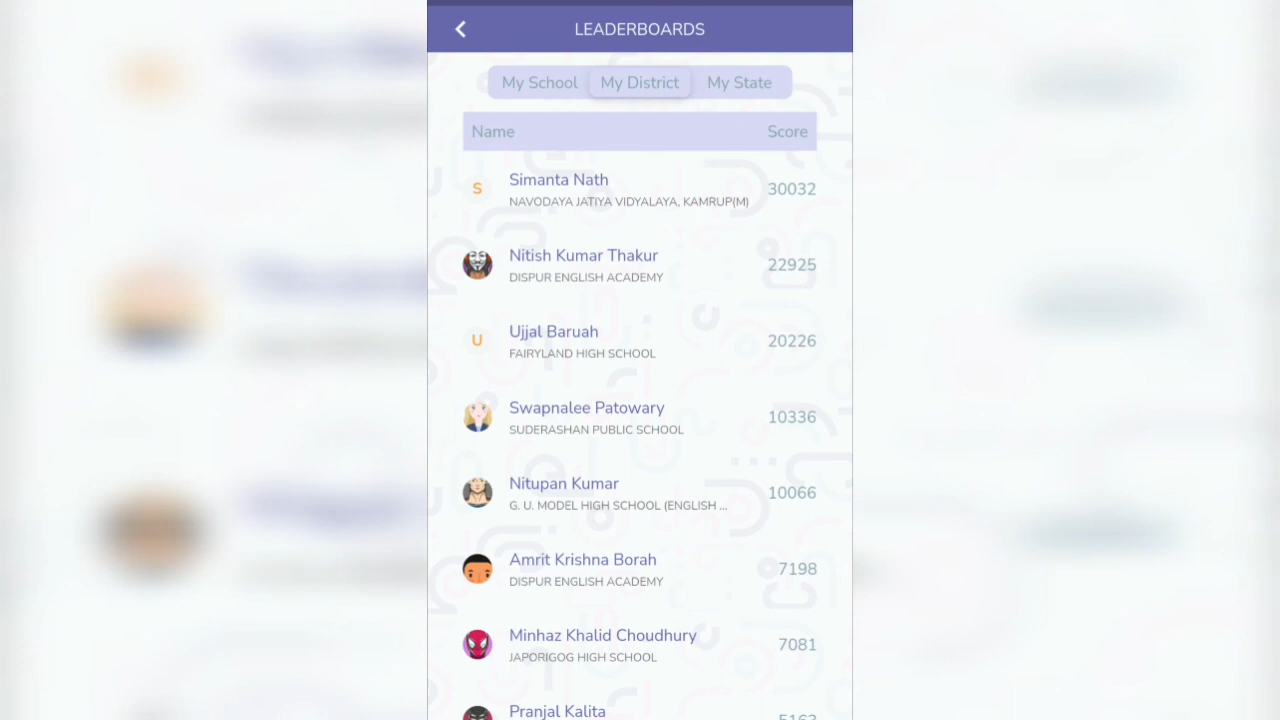 LEADERBOARDS
My School My District My State
Name Score
S Simanta Nath 30032
NAVODAYA JATIYA VIDYALAYA, KAMRUP(M)
Nitish Kumar Thakur 22925
DISPUR ENGLISH ACADEMY
U Ujjal Baruah 20226
FAIRYLAND HIGH SCHOOL
Swapnalee Patowary 10336
SUDERASHAN PUBLIC SCHOOL
Nitupan Kumar 10066
G. U. MODEL HIGH SCHOOL (ENGLISH ...
Amrit Krishna Borah 7198
DISPUR ENGLISH ACADEMY
Minhaz Khalid Choudhury 7081
JAPORIGOG HIGH SCHOOL
Pranjal Kalita